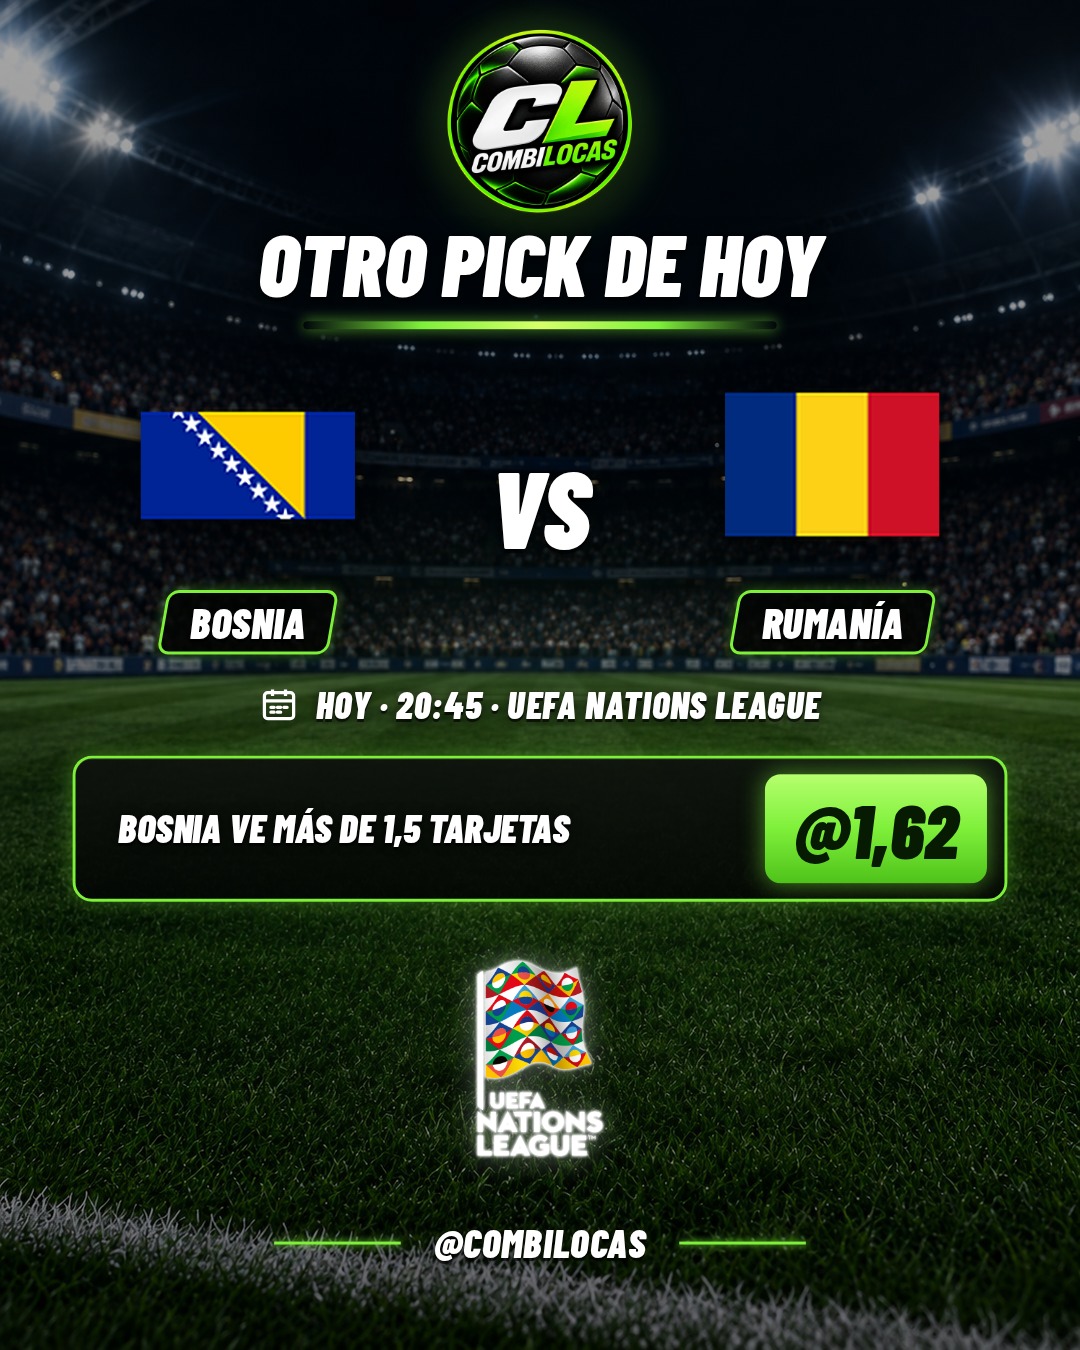 CL
COMBILOCAS
OTRO PICK DE HOY
VS
BOSNIA
RUMANÍA
HOY · 20:45 · UEFA NATIONS LEAGUE
BOSNIA VE MÁS DE 1,5 TARJETAS
@1,62
UEFA
NATIONS
LEAGUE™
@COMBILOCAS